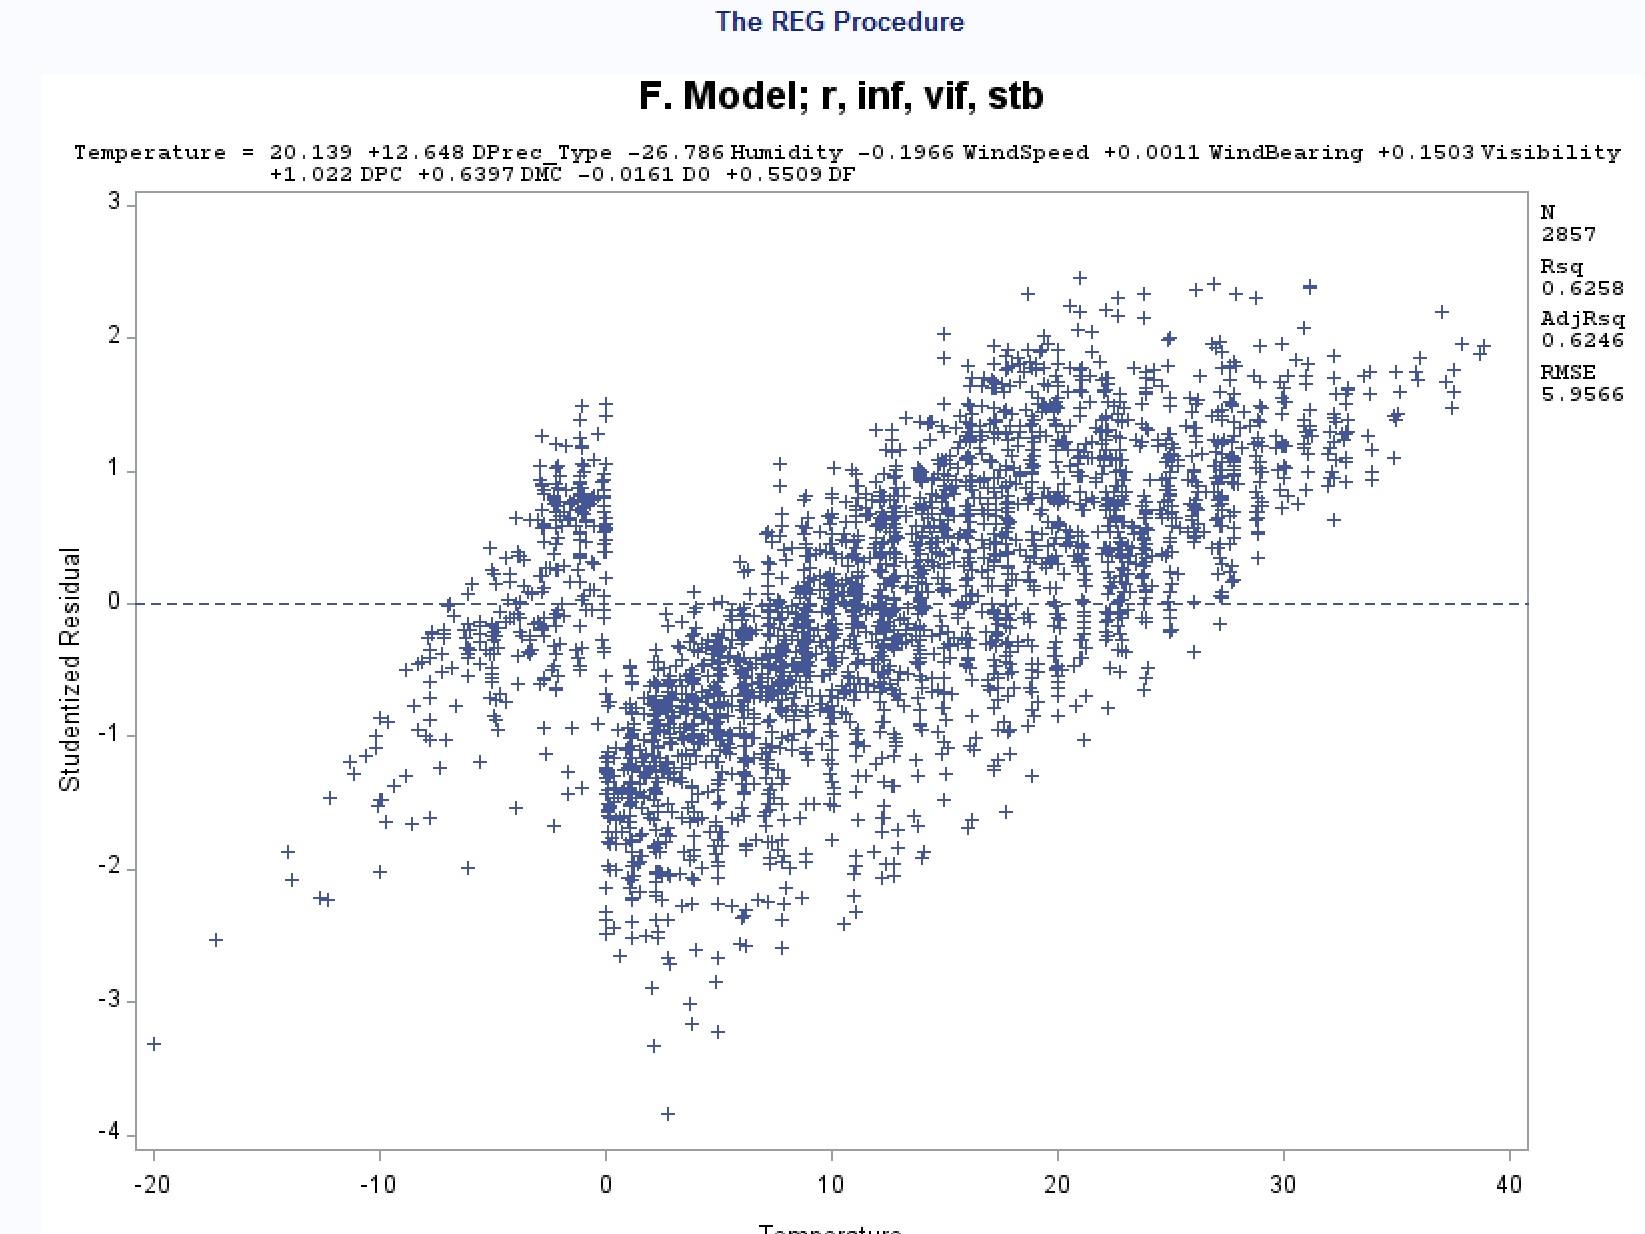 The REG Procedure
F. Model; r, inf, vif, stb
Temperature = 20.139 +12.648 DPrec_Type -26.786 Humidity -0.1966 WindSpeed +0.0011 WindBearing +0.1503 Visibility
+1.022 DPC +0.6397 DMC -0.0161 DO +0.5509 DF
3
2
1
0
-1
-2
-3
-4
Studentized Residual
N
2857
Rsq
0.6258
AdjRsq
0.6246
RMSE
5.9566
-20 -10 0 10 20 30 40
Temperature